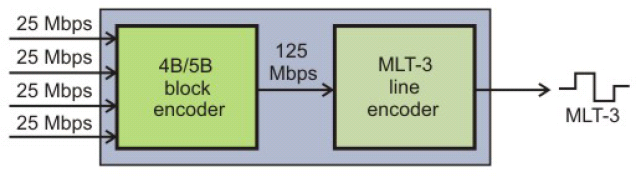 25 Mbps
25 Mbps
25 Mbps
25 Mbps
4B/5B
block
encoder
125
Mbps
MLT-3
line
encoder
MLT-3